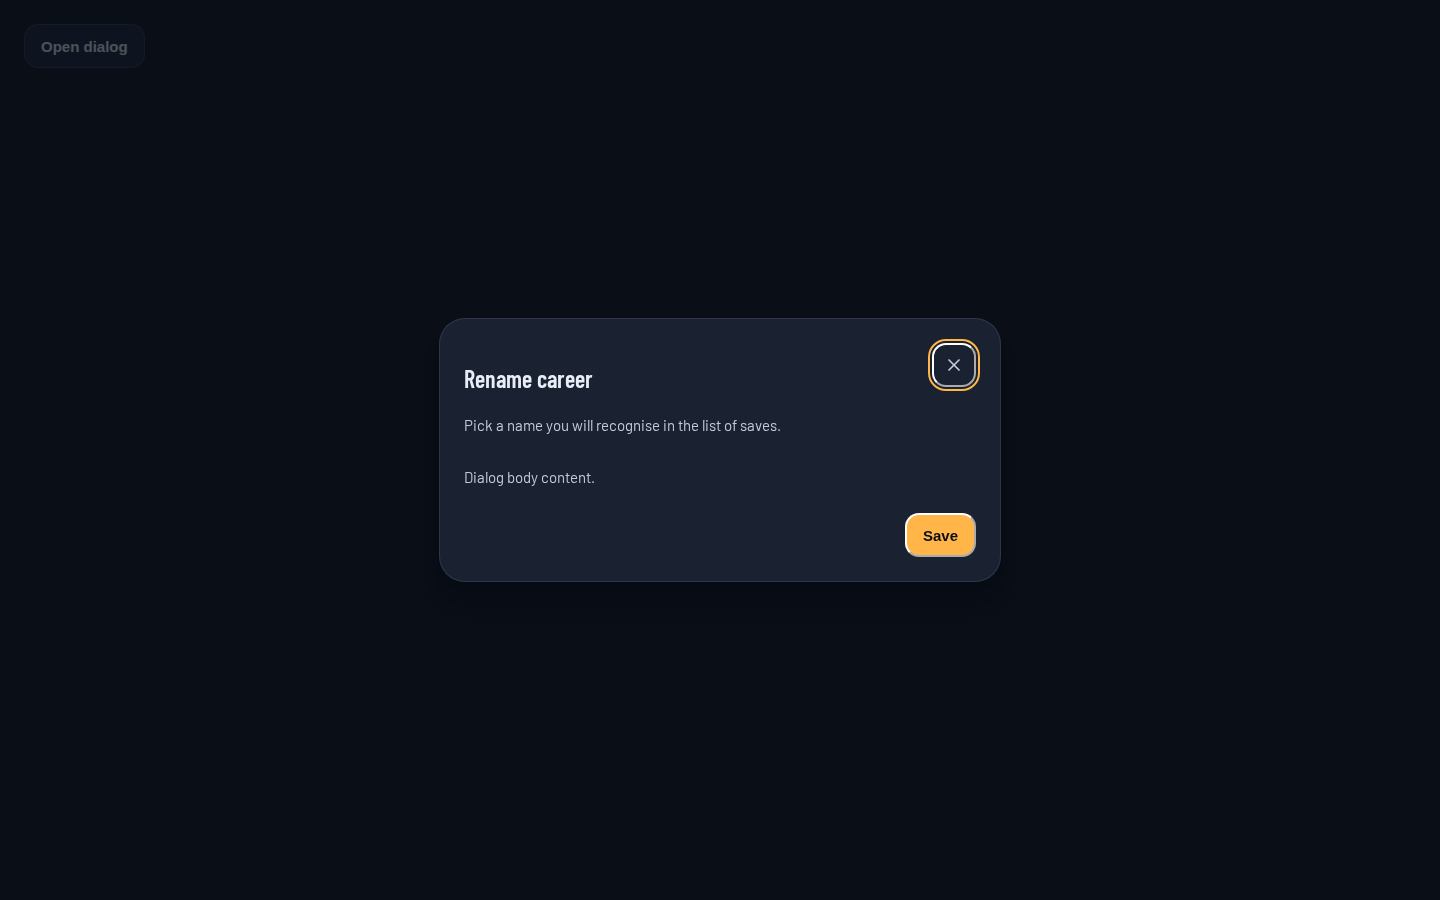 Open dialog
Rename career
Pick a name you will recognise in the list of saves.
Dialog body content.
Save